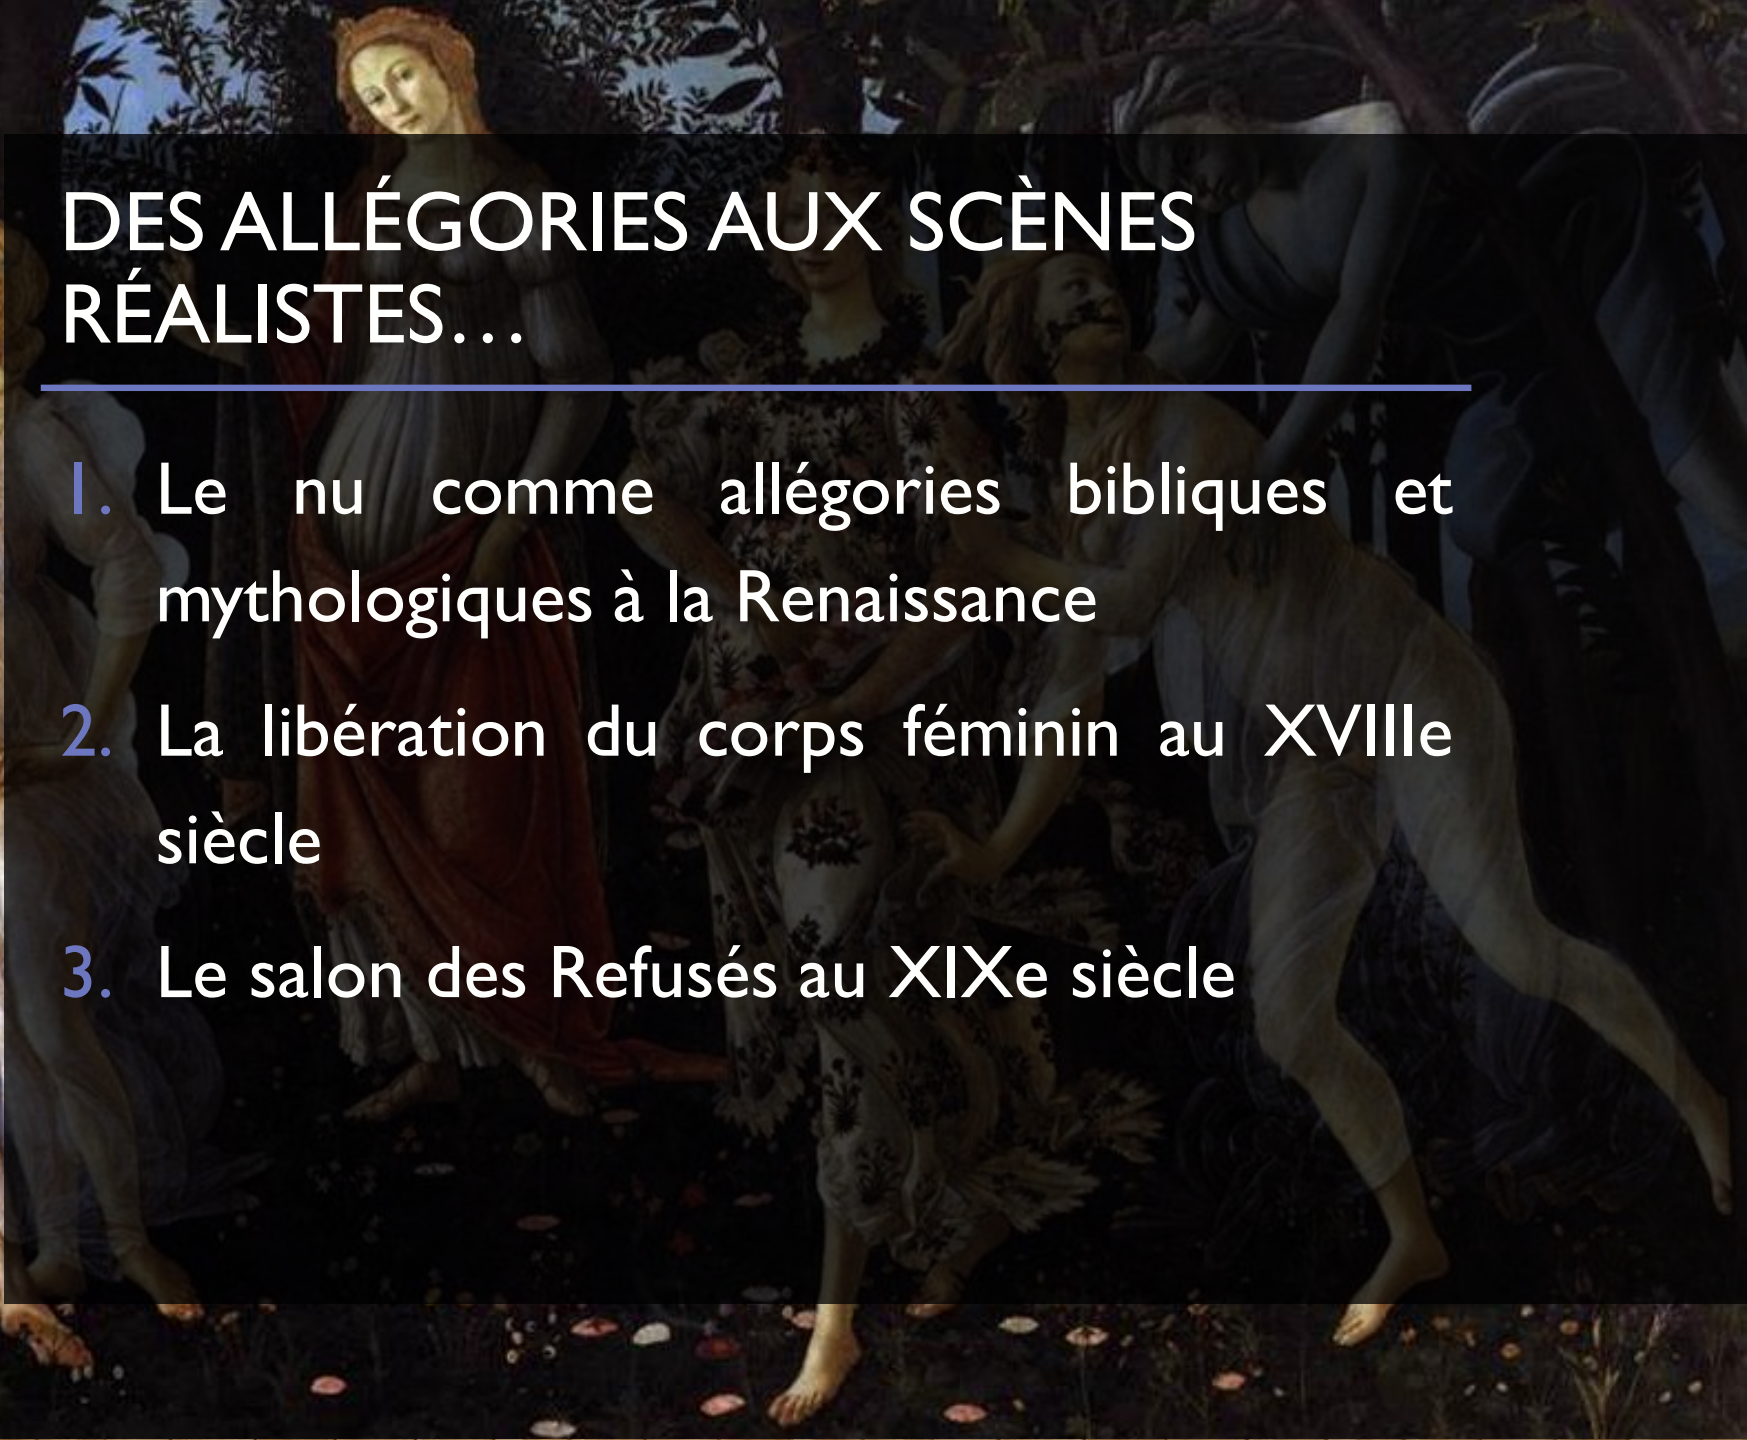 DES ALLÉGORIES AUX SCÈNES
RÉALISTES…
1. Le nu comme allégories bibliques et
mythologiques à la Renaissance
2. La libération du corps féminin au XVIIIe
siècle
3. Le salon des Refusés au XIXe siècle